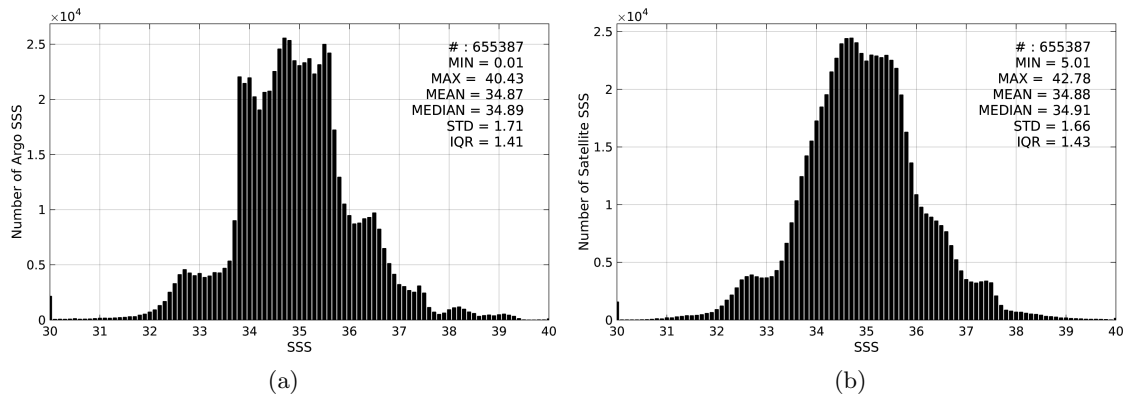 ×10⁴
2.5
2
1.5
1
0.5
0
30 31 32 33 34 35 36 37 38 39 40
SSS
Number of Argo SSS
# : 655387
MIN = 0.01
MAX = 40.43
MEAN = 34.87
MEDIAN = 34.89
STD = 1.71
IQR = 1.41
(a)
×10⁴
2.5
2
1.5
1
0.5
0
30 31 32 33 34 35 36 37 38 39 40
SSS
Number of Satellite SSS
# : 655387
MIN = 5.01
MAX = 42.78
MEAN = 34.88
MEDIAN = 34.91
STD = 1.66
IQR = 1.43
(b)